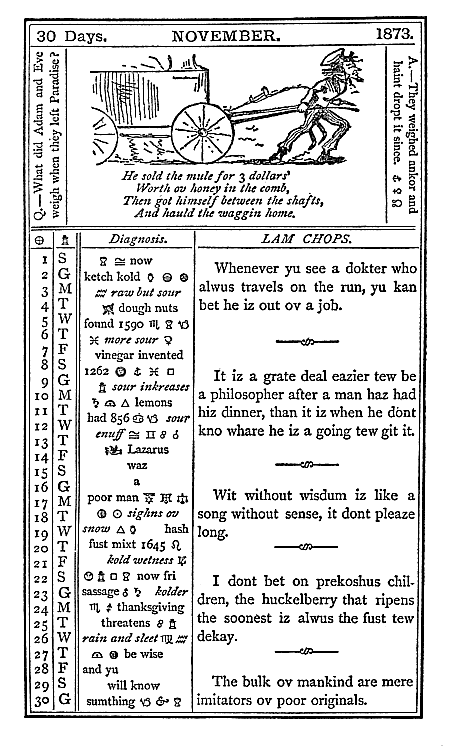 30 Days. NOVEMBER. 1873.
Q.—What did Adam and Eve
weigh when they left Paradise?
A.—They weighed ankor and
haint dropt it since.
He sold the mule for 3 dollars'
Worth ov honey in the comb,
Then got himself between the shafts,
And hauld the waggin home.
Diagnosis.
LAM CHOPS.
1 S
2 G
3 M
4 T
5 W
6 T
7 F
8 S
9 G
10 M
11 T
12 W
13 T
14 F
15 S
16 G
17 M
18 T
19 W
20 T
21 F
22 S
23 G
24 M
25 T
26 W
27 T
28 F
29 S
30 G
now
ketch kold
raw but sour
dough nuts
found 1590
more sour
vinegar invented
1262
sour inkreases
lemons
had 856 sour
enuff
Lazarus
waz
a
poor man
sighns ov
snow hash
fust mixt 1645
kold wetness
now fri
sassage kolder
thanksgiving
threatens
rain and sleet
be wise
and yu
will know
sumthing
Whenever yu see a dokter who
alwus travels on the run, yu kan
bet he iz out ov a job.
It iz a grate deal eazier tew be
a philosopher after a man haz had
hiz dinner, than it iz when he dont
kno whare he iz a going tew git it.
Wit without wisdum iz like a
song without sense, it dont pleaze
long.
I dont bet on prekoshus chil-
dren, the huckelberry that ripens
the soonest iz alwus the fust tew
dekay.
The bulk ov mankind are mere
imitators ov poor originals.